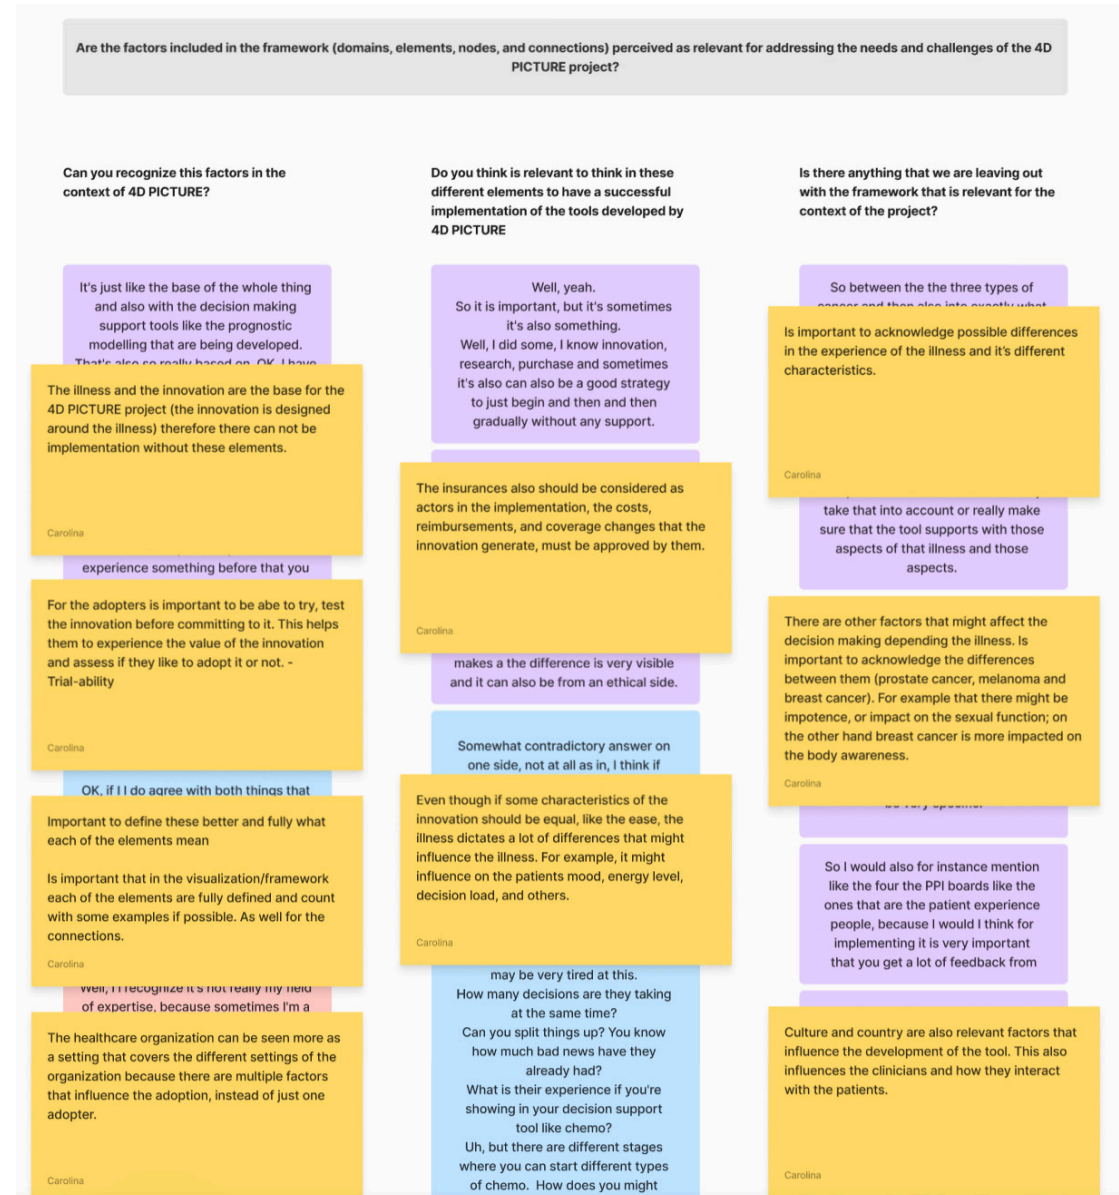 Are the factors included in the framework (domains, elements, nodes, and connections) perceived as relevant for addressing the needs and challenges of the 4D
PICTURE project?
Can you recognize this factors in the
context of 4D PICTURE?
It's just like the base of the whole thing
and also with the decision making
support tools like the prognostic
modelling that are being developed.
That's also so really based on, OK, I have
The illness and the innovation are the base for the
4D PICTURE project (the innovation is designed
around the illness) therefore there can not be
implementation without these elements.
Carolina
experience something before that you
For the adopters is important to be abe to try, test
the innovation before committing to it. This helps
them to experience the value of the innovation
and assess if they like to adopt it or not. -
Trial-ability
Carolina
OK, if I I do agree with both things that
Important to define these better and fully what
each of the elements mean
Is important that in the visualization/framework
each of the elements are fully defined and count
with some examples if possible. As well for the
connections.
Carolina
Well, I I recognize it's not really my field
of expertise, because sometimes I'm a
The healthcare organization can be seen more as
a setting that covers the different settings of the
organization because there are multiple factors
that influence the adoption, instead of just one
adopter.
Carolina
Do you think is relevant to think in these
different elements to have a successful
implementation of the tools developed by
4D PICTURE
Well, yeah.
So it is important, but it's sometimes
it's also something.
Well, I did some, I know innovation,
research, purchase and sometimes
it's also can also be a good strategy
to just begin and then and then
gradually without any support.
The insurances also should be considered as
actors in the implementation, the costs,
reimbursements, and coverage changes that the
innovation generate, must be approved by them.
Carolina
makes a the difference is very visible
and it can also be from an ethical side.
Somewhat contradictory answer on
one side, not at all as in, I think if
Even though if some characteristics of the
innovation should be equal, like the ease, the
illness dictates a lot of differences that might
influence the illness. For example, it might
influence on the patients mood, energy level,
decision load, and others.
Carolina
may be very tired at this.
How many decisions are they taking
at the same time?
Can you split things up? You know
how much bad news have they
already had?
What is their experience if you're
showing in your decision support
tool like chemo?
Uh, but there are different stages
where you can start different types
of chemo. How does you might
Is there anything that we are leaving out
with the framework that is relevant for the
context of the project?
So between the the three types of
cancer and then also into exactly what
Is important to acknowledge possible differences
in the experience of the illness and it's different
characteristics.
Carolina
take that into account or really make
sure that the tool supports with those
aspects of that illness and those
aspects.
There are other factors that might affect the
decision making depending the illness. Is
important to acknowledge the differences
between them (prostate cancer, melanoma and
breast cancer). For example that there might be
impotence, or impact on the sexual function; on
the other hand breast cancer is more impacted on
the body awareness.
Carolina
be very specific.
So I would also for instance mention
like the four the PPI boards like the
ones that are the patient experience
people, because I would I think for
implementing it is very important
that you get a lot of feedback from
Culture and country are also relevant factors that
influence the development of the tool. This also
influences the clinicians and how they interact
with the patients.
Carolina